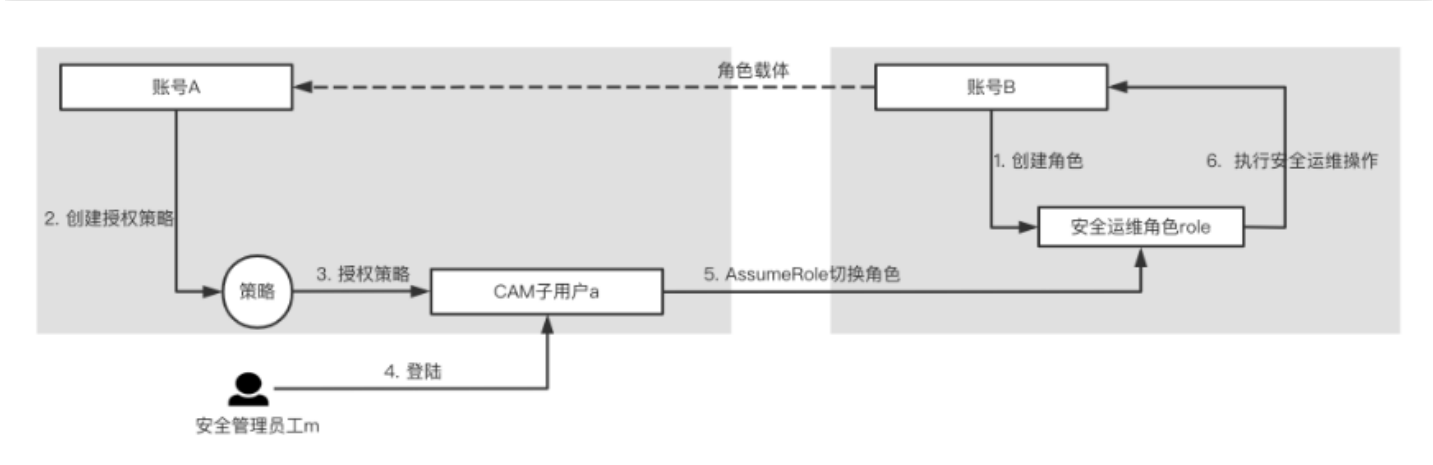 角色载体
账号A
账号B
1. 创建角色
6. 执行安全运维操作
2. 创建授权策略
安全运维角色role
3. 授权策略
5. AssumeRole切换角色
策略
CAM子用户a
4. 登陆
安全管理员工m